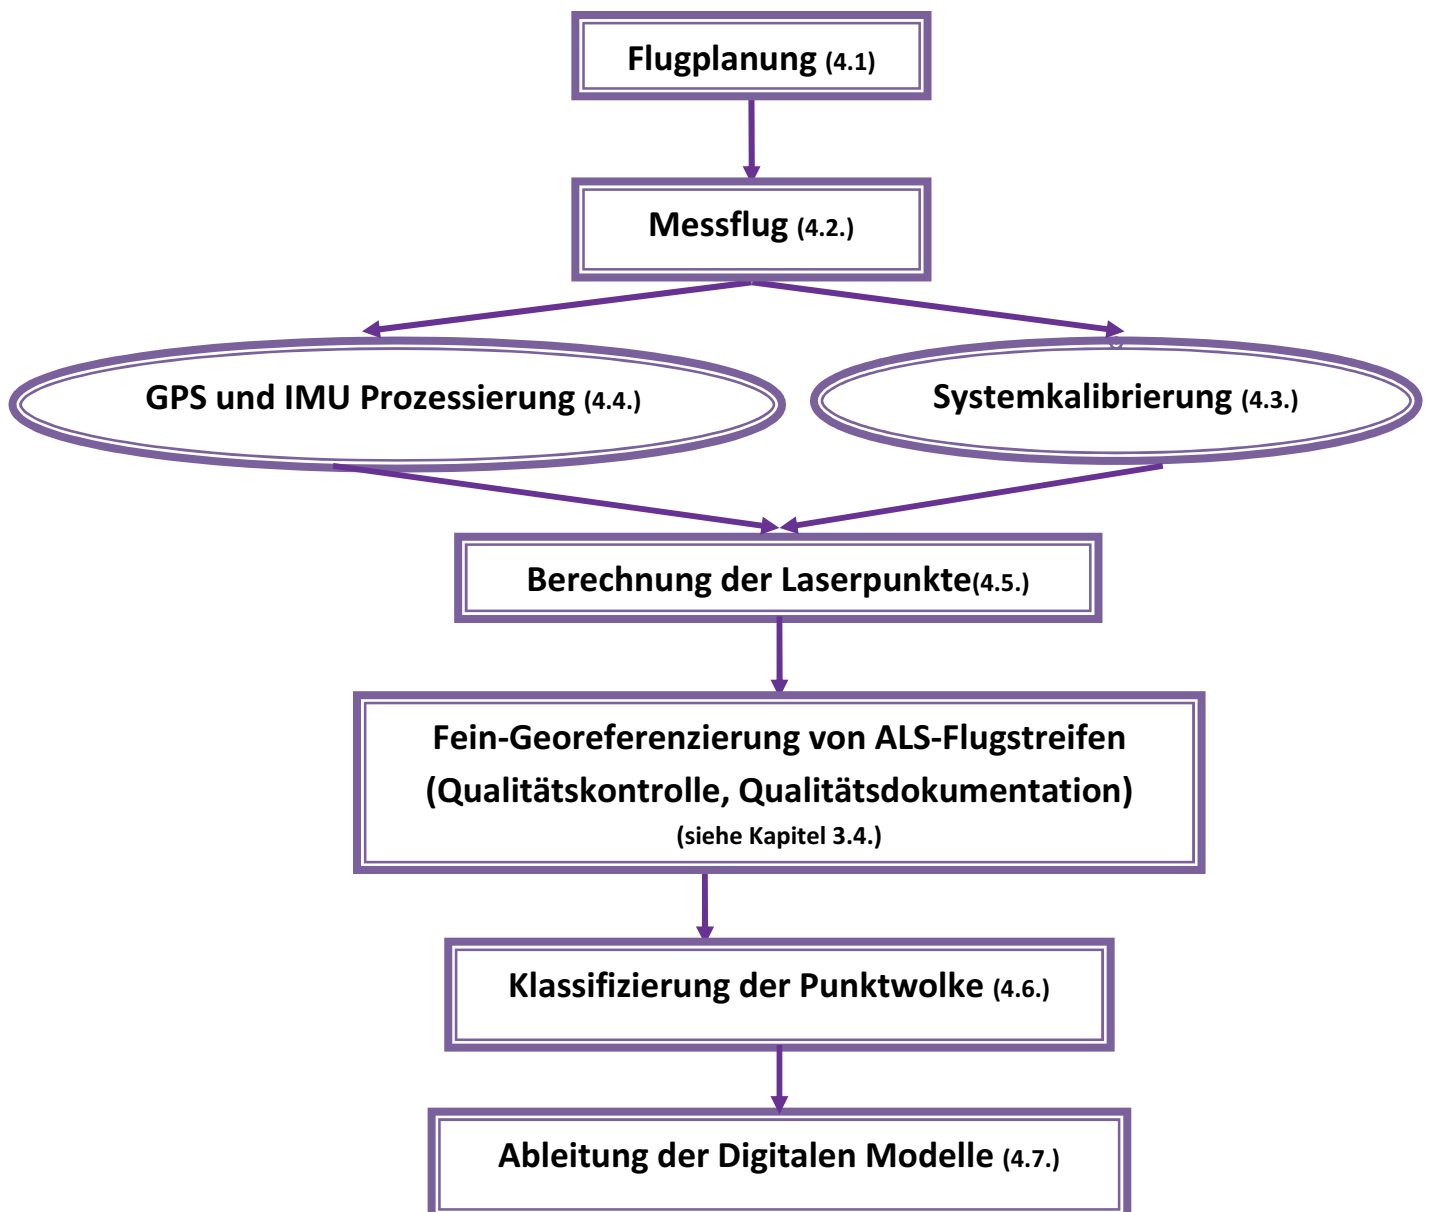 Flugplanung (4.1)
Messflug (4.2.)
GPS und IMU Prozessierung (4.4.)
Systemkalibrierung (4.3.)
Berechnung der Laserpunkte(4.5.)
Fein-Georeferenzierung von ALS-Flugstreifen
(Qualitätskontrolle, Qualitätsdokumentation)
(siehe Kapitel 3.4.)
Klassifizierung der Punktwolke (4.6.)
Ableitung der Digitalen Modelle (4.7.)